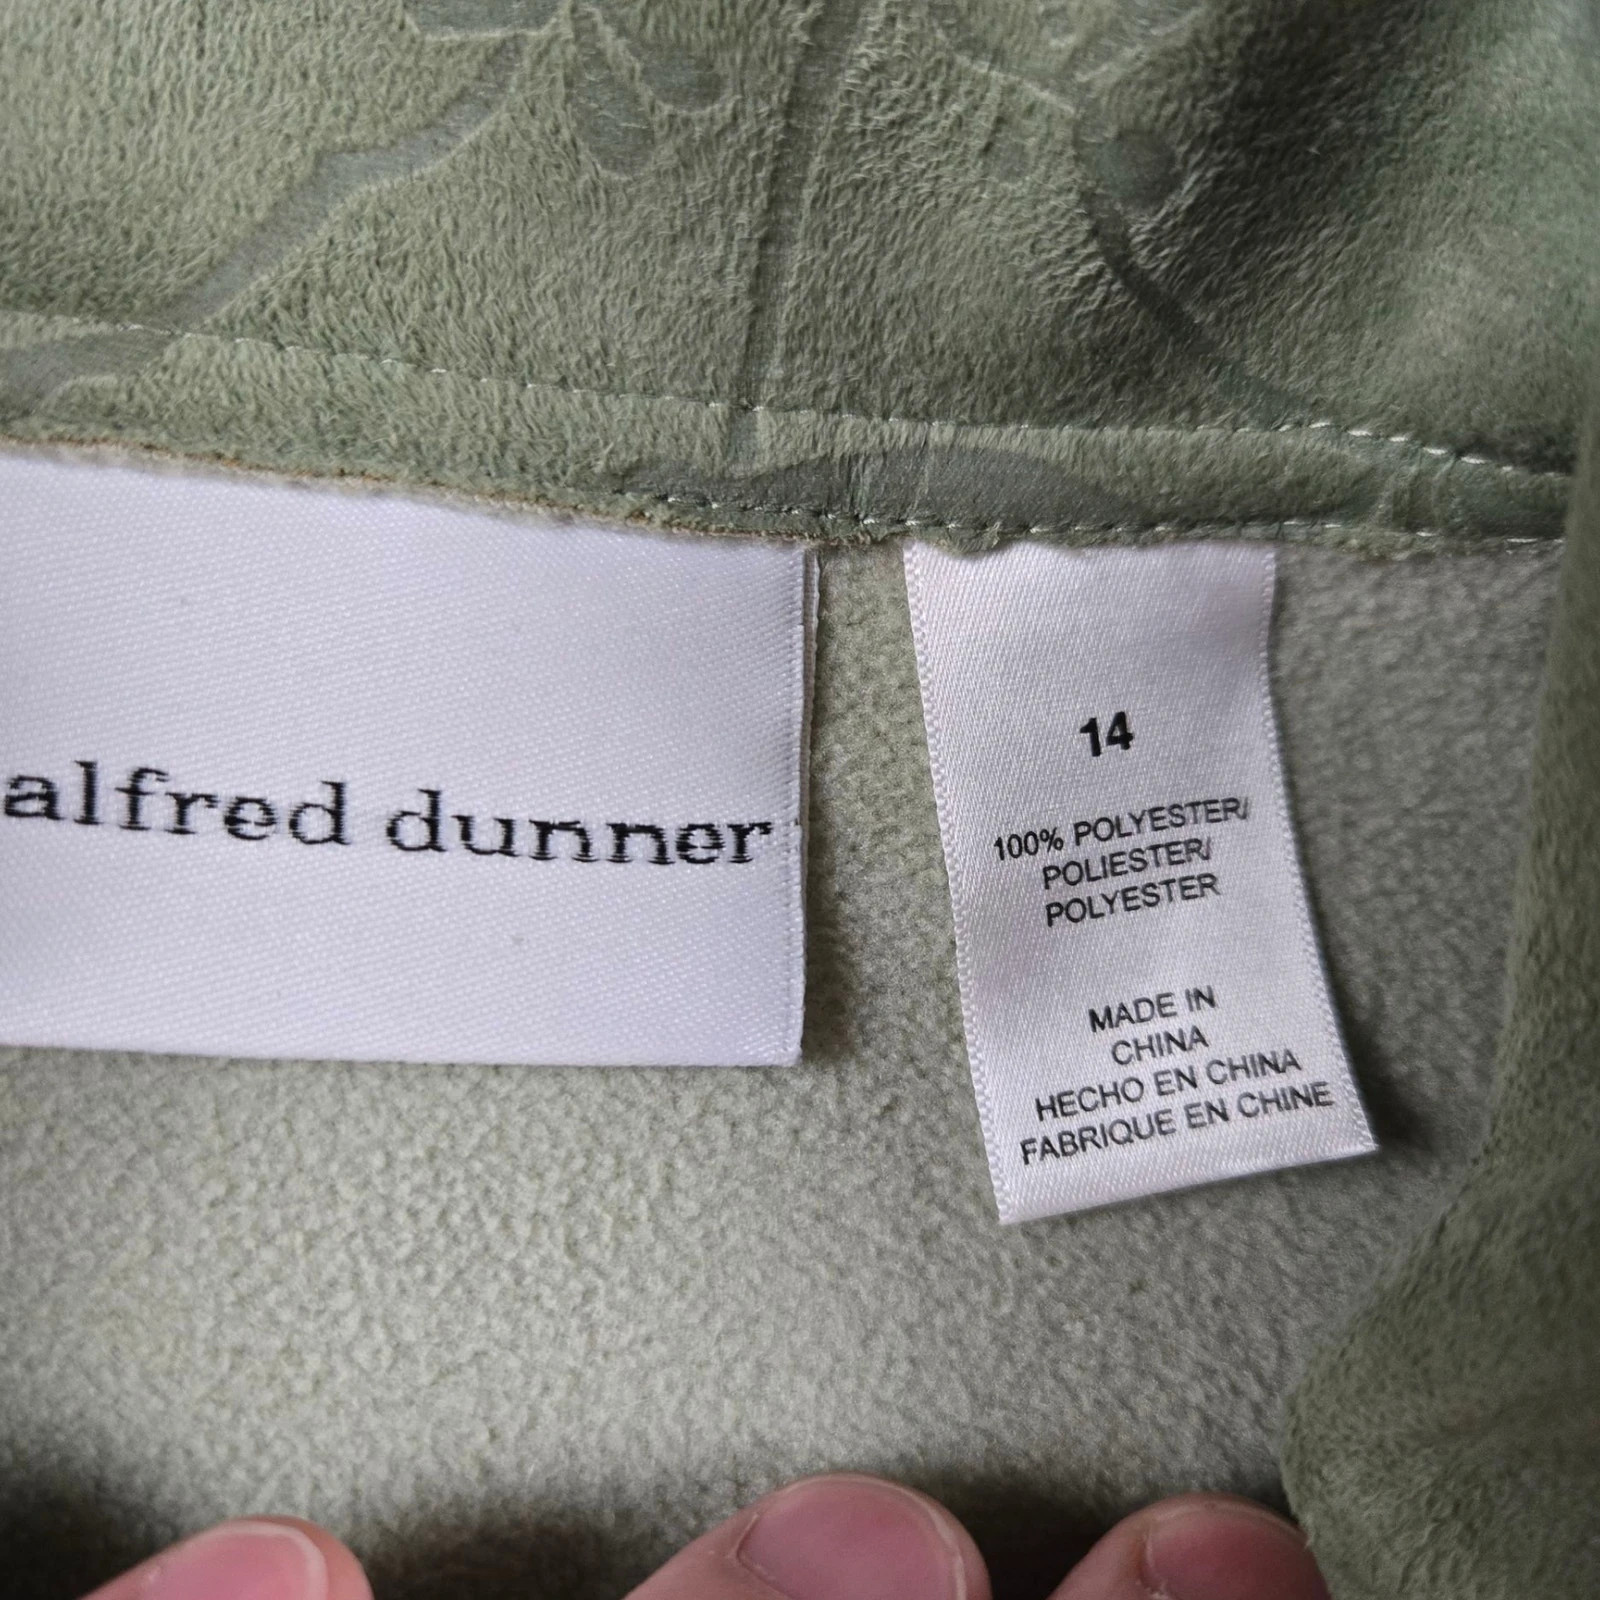 alfred dunner
14
100% POLYESTER/
POLIESTER/
POLYESTER
MADE IN
CHINA
HECHO EN CHINA
FABRIQUE EN CHINE